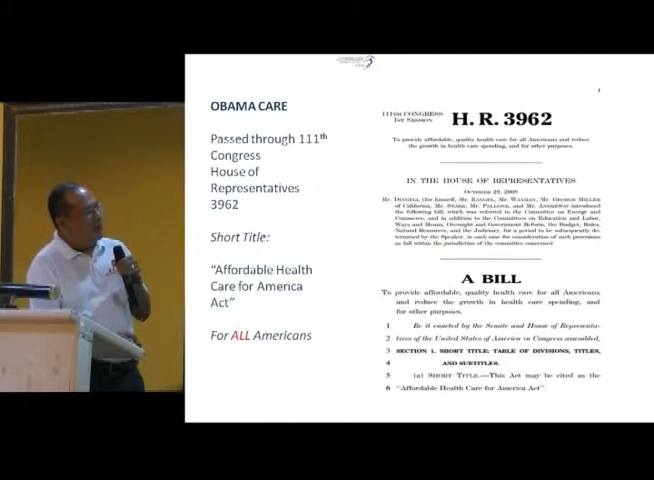 OBAMA CARE
Passed through 111th
Congress
House of
Representatives
3962
Short Title:
"Affordable Health
Care for America
Act"
For ALL Americans
I
111TH CONGRESS
1ST SESSION
H. R. 3962
To provide affordable, quality health care for all Americans and reduce
the growth in health care spending, and for other purposes.
IN THE HOUSE OF REPRESENTATIVES
OCTOBER 29, 2009
Mr. DINGELL (for himself, Mr. RANGEL, Mr. WAXMAN, Mr. GEORGE MILLER
of California, Mr. STARK, Mr. PALLONE, and Mr. ANDREWS) introduced
the following bill; which was referred to the Committee on Energy and
Commerce, and in addition to the Committees on Education and Labor,
Ways and Means, Oversight and Government Reform, the Budget, Rules,
Natural Resources, and the Judiciary, for a period to be subsequently de-
termined by the Speaker, in each case for consideration of such provisions
as fall within the jurisdiction of the committee concerned
A BILL
To provide affordable, quality health care for all Americans
and reduce the growth in health care spending, and
for other purposes.
1 Be it enacted by the Senate and House of Representa-
2 tives of the United States of America in Congress assembled,
3 SECTION 1. SHORT TITLE; TABLE OF DIVISIONS, TITLES,
4 AND SUBTITLES.
5 (a) SHORT TITLE.—This Act may be cited as the
6 "Affordable Health Care for America Act".